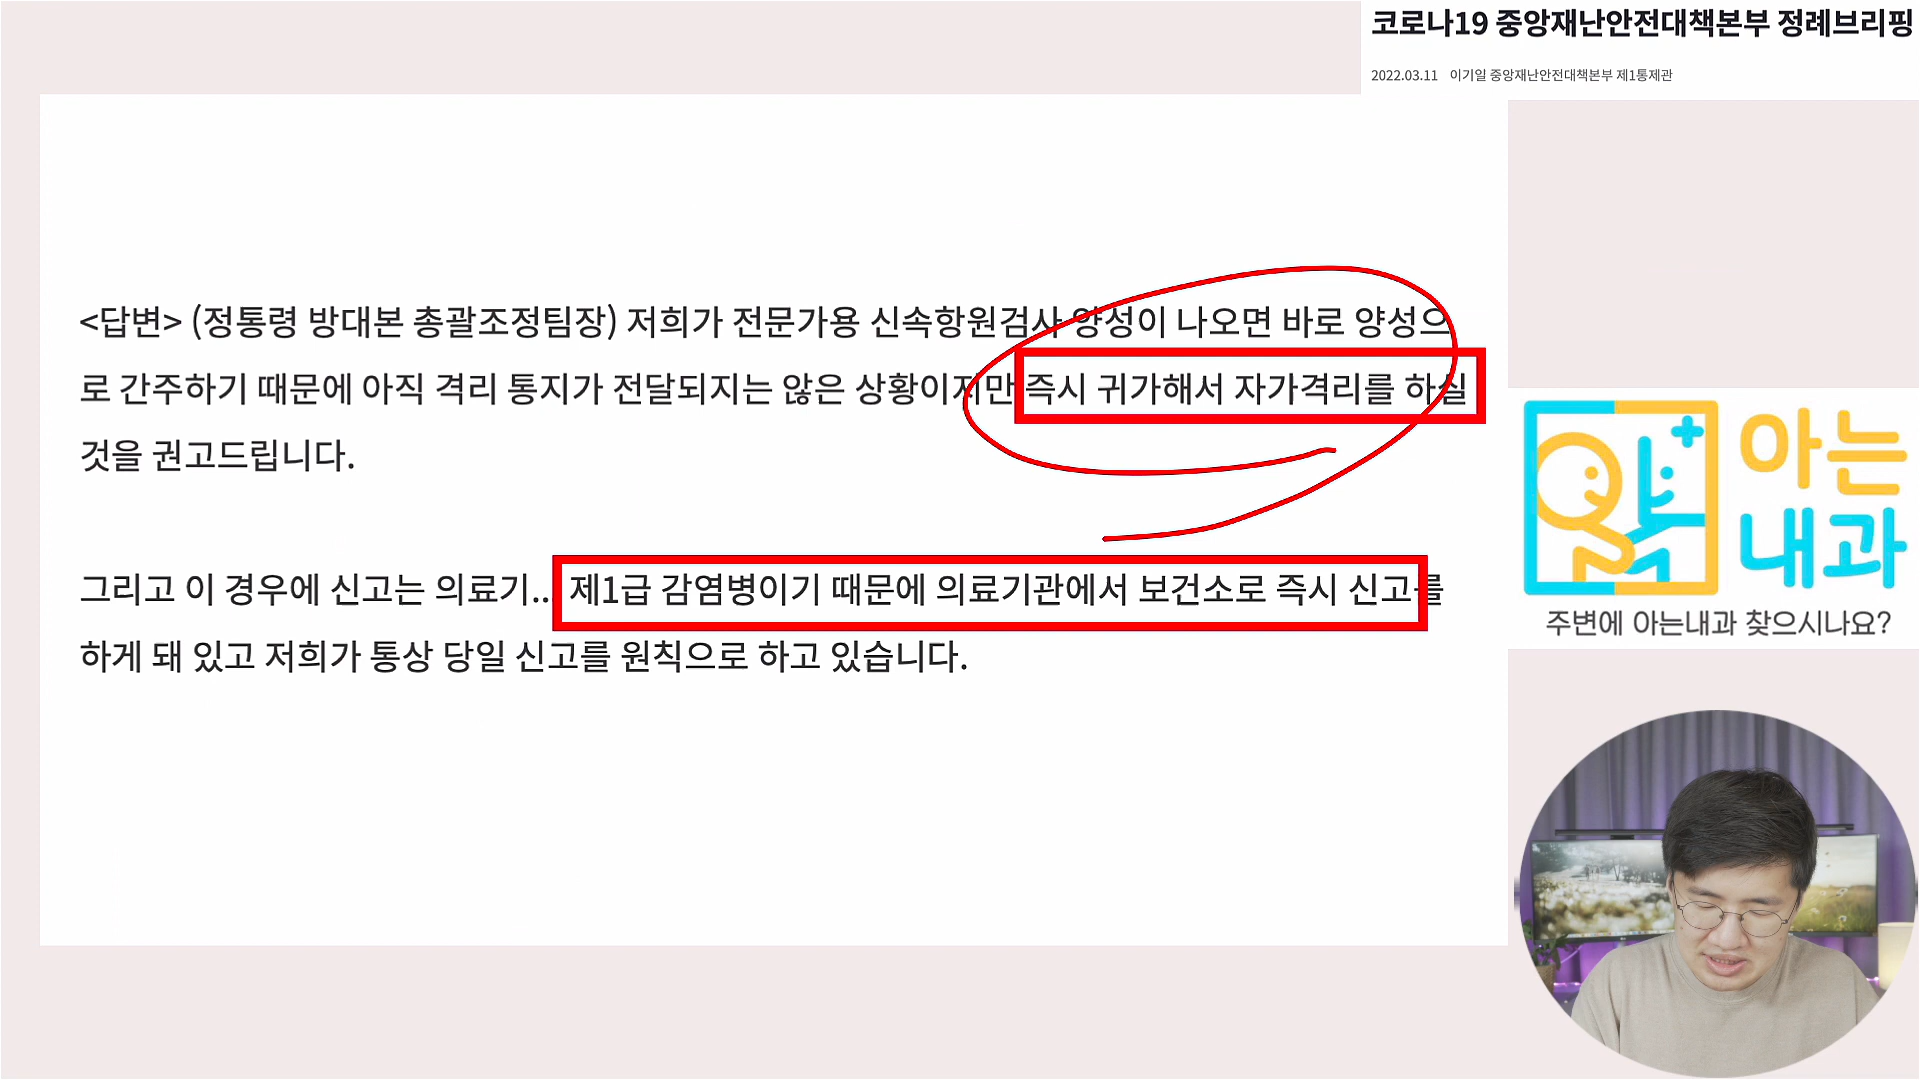 코로나19 중앙재난안전대책본부 정례브리핑
2022.03.11 이기일 중앙재난안전대책본부 제1통제관
<답변> (정통령 방대본 총괄조정팀장) 저희가 전문가용 신속항원검사 양성이 나오면 바로 양성으
로 간주하기 때문에 아직 격리 통지가 전달되지는 않은 상황이지만 즉시 귀가해서 자가격리를 하실
것을 권고드립니다.
그리고 이 경우에 신고는 의료기.. 제1급 감염병이기 때문에 의료기관에서 보건소로 즉시 신고를
하게 돼 있고 저희가 통상 당일 신고를 원칙으로 하고 있습니다.
아는
내과
주변에 아는내과 찾으시나요?